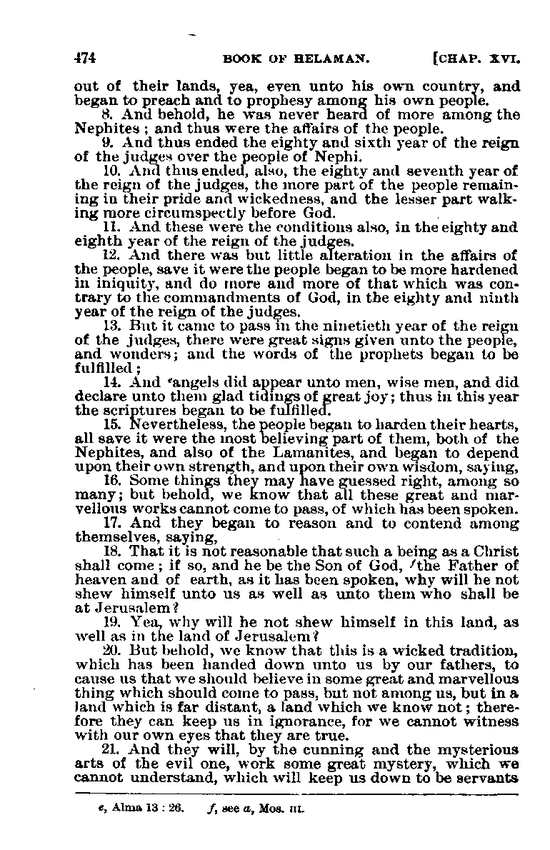 474 BOOK OF HELAMAN. [CHAP. XVI.
out of their lands, yea, even unto his own country, and
began to preach and to prophesy among his own people.
8. And behold, he was never heard of more among the
Nephites ; and thus were the affairs of the people.
9. And thus ended the eighty and sixth year of the reign
of the judges over the people of Nephi.
10. And thus ended, also, the eighty and seventh year of
the reign of the judges, the more part of the people remain-
ing in their pride and wickedness, and the lesser part walk-
ing more circumspectly before God.
11. And these were the conditions also, in the eighty and
eighth year of the reign of the judges.
12. And there was but little alteration in the affairs of
the people, save it were the people began to be more hardened
in iniquity, and do more and more of that which was con-
trary to the commandments of God, in the eighty and ninth
year of the reign of the judges.
13. But it came to pass in the ninetieth year of the reign
of the judges, there were great signs given unto the people,
and wonders; and the words of the prophets began to be
fulfilled ;
14. And ᵉangels did appear unto men, wise men, and did
declare unto them glad tidings of great joy; thus in this year
the scriptures began to be fulfilled.
15. Nevertheless, the people began to harden their hearts,
all save it were the most believing part of them, both of the
Nephites, and also of the Lamanites, and began to depend
upon their own strength, and upon their own wisdom, saying,
16. Some things they may have guessed right, among so
many; but behold, we know that all these great and mar-
vellous works cannot come to pass, of which has been spoken.
17. And they began to reason and to contend among
themselves, saying,
18. That it is not reasonable that such a being as a Christ
shall come ; if so, and he be the Son of God, ᶠthe Father of
heaven and of earth, as it has been spoken, why will he not
shew himself unto us as well as unto them who shall be
at Jerusalem?
19. Yea, why will he not shew himself in this land, as
well as in the land of Jerusalem?
20. But behold, we know that this is a wicked tradition,
which has been handed down unto us by our fathers, to
cause us that we should believe in some great and marvellous
thing which should come to pass, but not among us, but in a
land which is far distant, a land which we know not ; there-
fore they can keep us in ignorance, for we cannot witness
with our own eyes that they are true.
21. And they will, by the cunning and the mysterious
arts of the evil one, work some great mystery, which we
cannot understand, which will keep us down to be servants
e, Alma 13 : 26. f, see a, Mos. III.